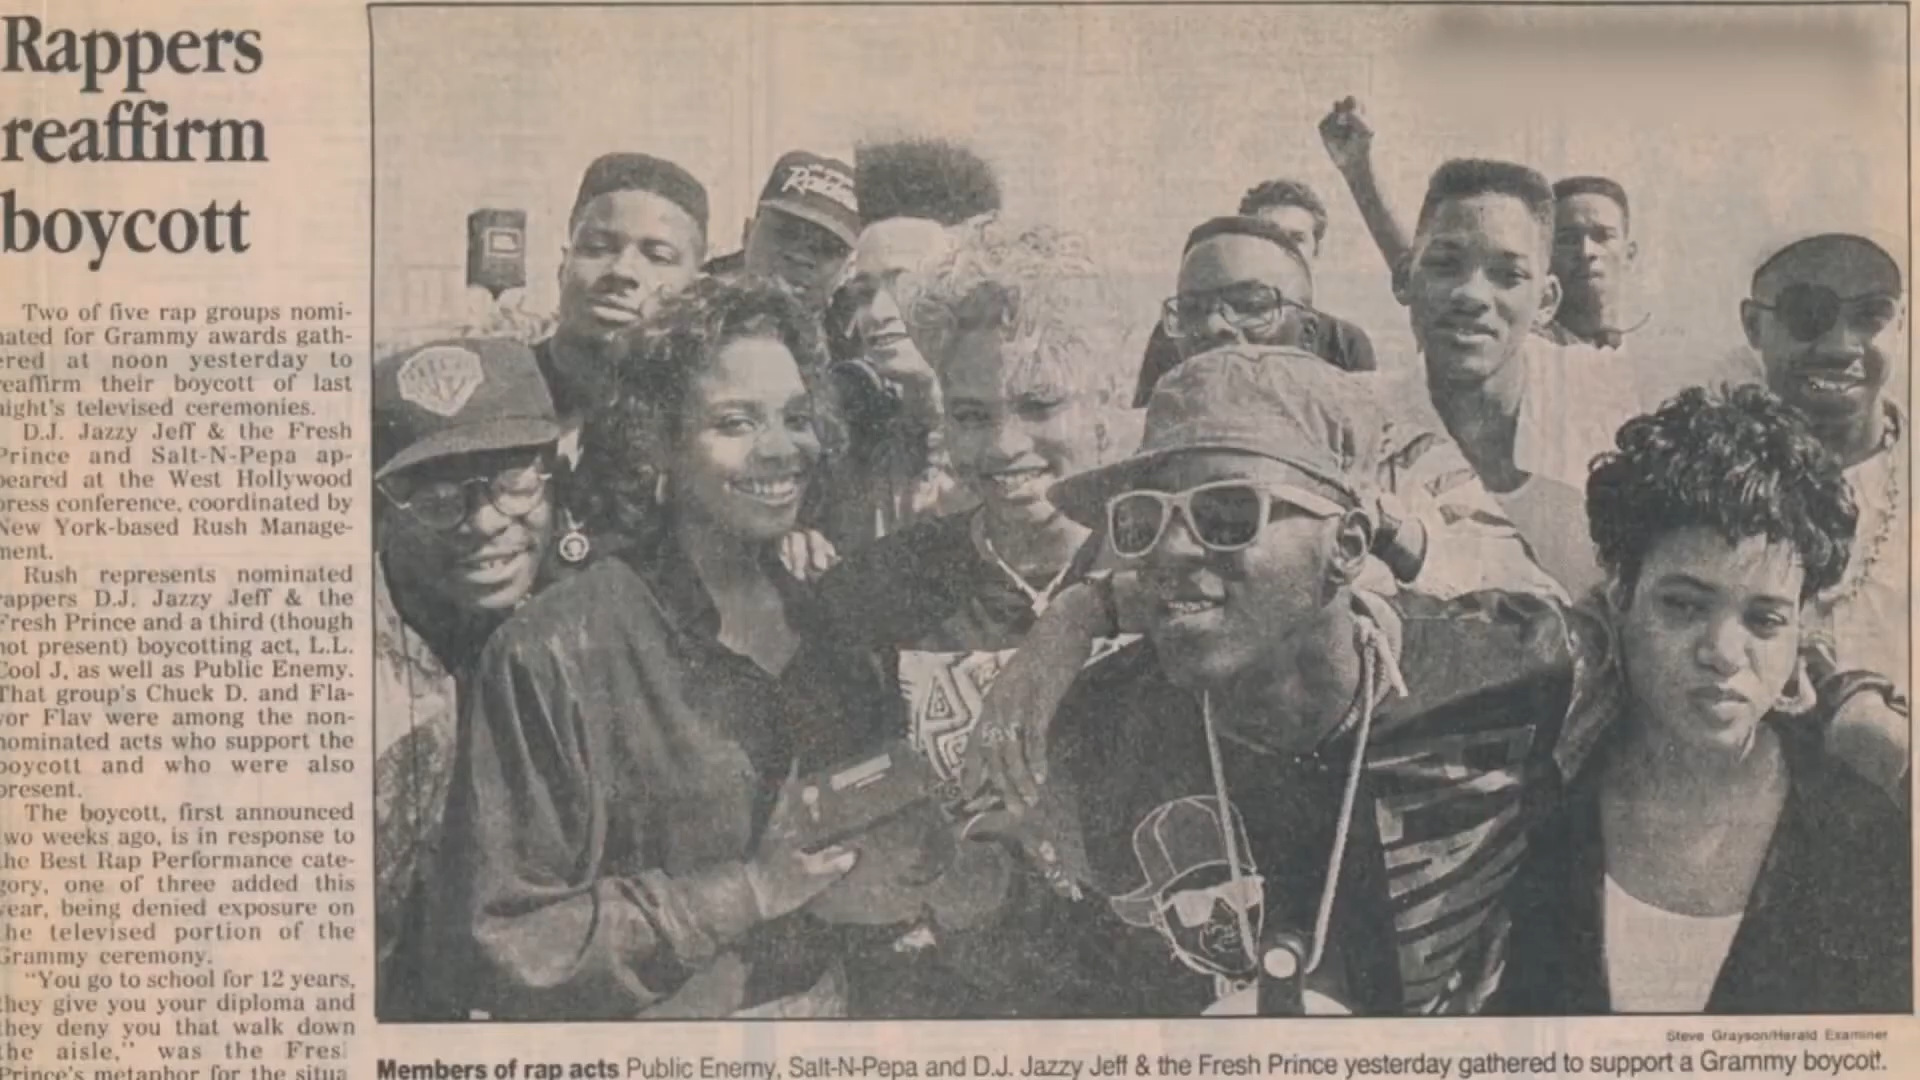 Rappers
reaffirm
boycott
Two of five rap groups nomi-
nated for Grammy awards gath-
ered at noon yesterday to
reaffirm their boycott of last
night's televised ceremonies.
D.J. Jazzy Jeff & the Fresh
Prince and Salt-N-Pepa ap-
peared at the West Hollywood
press conference, coordinated by
New York-based Rush Manage-
ment.
Rush represents nominated
rappers D.J. Jazzy Jeff & the
Fresh Prince and a third (though
not present) boycotting act, L.L.
Cool J, as well as Public Enemy.
That group's Chuck D. and Fla-
vor Flav were among the non-
nominated acts who support the
boycott and who were also
present.
The boycott, first announced
two weeks ago, is in response to
the Best Rap Performance cate-
gory, one of three added this
year, being denied exposure on
the televised portion of the
Grammy ceremony.
"You go to school for 12 years,
they give you your diploma and
they deny you that walk down
the aisle," was the Fres
Prince's metaphor for the situa
Raiders
Steve Grayson/Herald Examiner
Members of rap acts Public Enemy, Salt-N-Pepa and D.J. Jazzy Jeff & the Fresh Prince yesterday gathered to support a Grammy boycott.